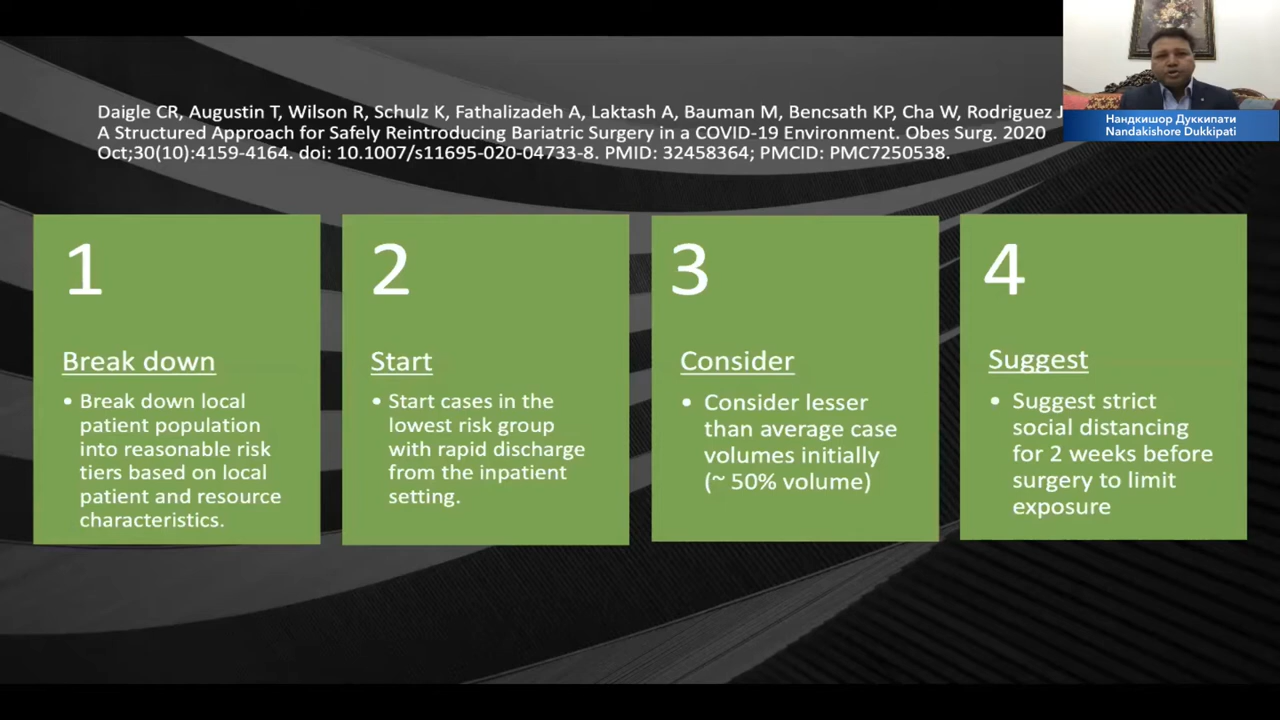 Daigle CR, Augustin T, Wilson R, Schulz K, Fathalizadeh A, Laktash A, Bauman M, Bencsath KP, Cha W, Rodriguez J
A Structured Approach for Safely Reintroducing Bariatric Surgery in a COVID-19 Environment. Obes Surg. 2020
Oct;30(10):4159-4164. doi: 10.1007/s11695-020-04733-8. PMID: 32458364; PMCID: PMC7250538.
Нандкишор Дуккипати
Nandakishore Dukkipati
1
Break down
• Break down local
patient population
into reasonable risk
tiers based on local
patient and resource
characteristics.
2
Start
• Start cases in the
lowest risk group
with rapid discharge
from the inpatient
setting.
3
Consider
• Consider lesser
than average case
volumes initially
(~ 50% volume)
4
Suggest
• Suggest strict
social distancing
for 2 weeks before
surgery to limit
exposure